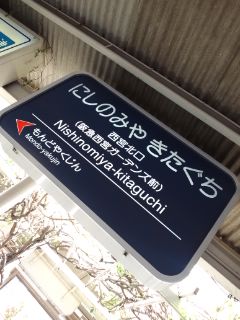 にしのみや きたぐち
西宮北口
(阪急西宮ガーデンズ前)
Nishinomiya-kitaguchi
もんどやくじん
Mondo-yakujin